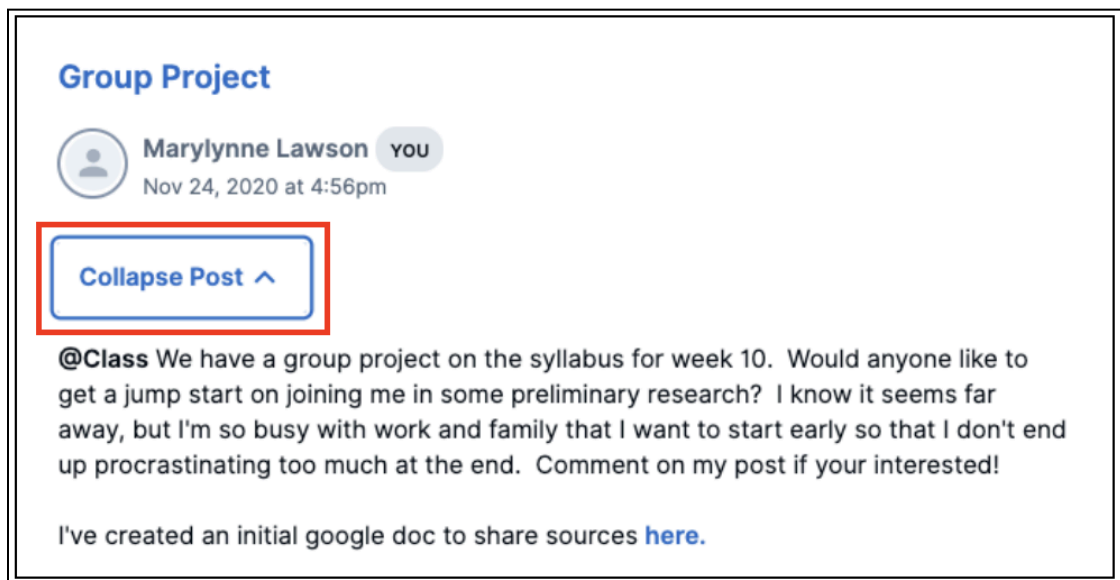 Group Project
Marylynne Lawson YOU
Nov 24, 2020 at 4:56pm
Collapse Post
@Class We have a group project on the syllabus for week 10.  Would anyone like to
get a jump start on joining me in some preliminary research?  I know it seems far
away, but I'm so busy with work and family that I want to start early so that I don't end
up procrastinating too much at the end.  Comment on my post if your interested!
I've created an initial google doc to share sources here.